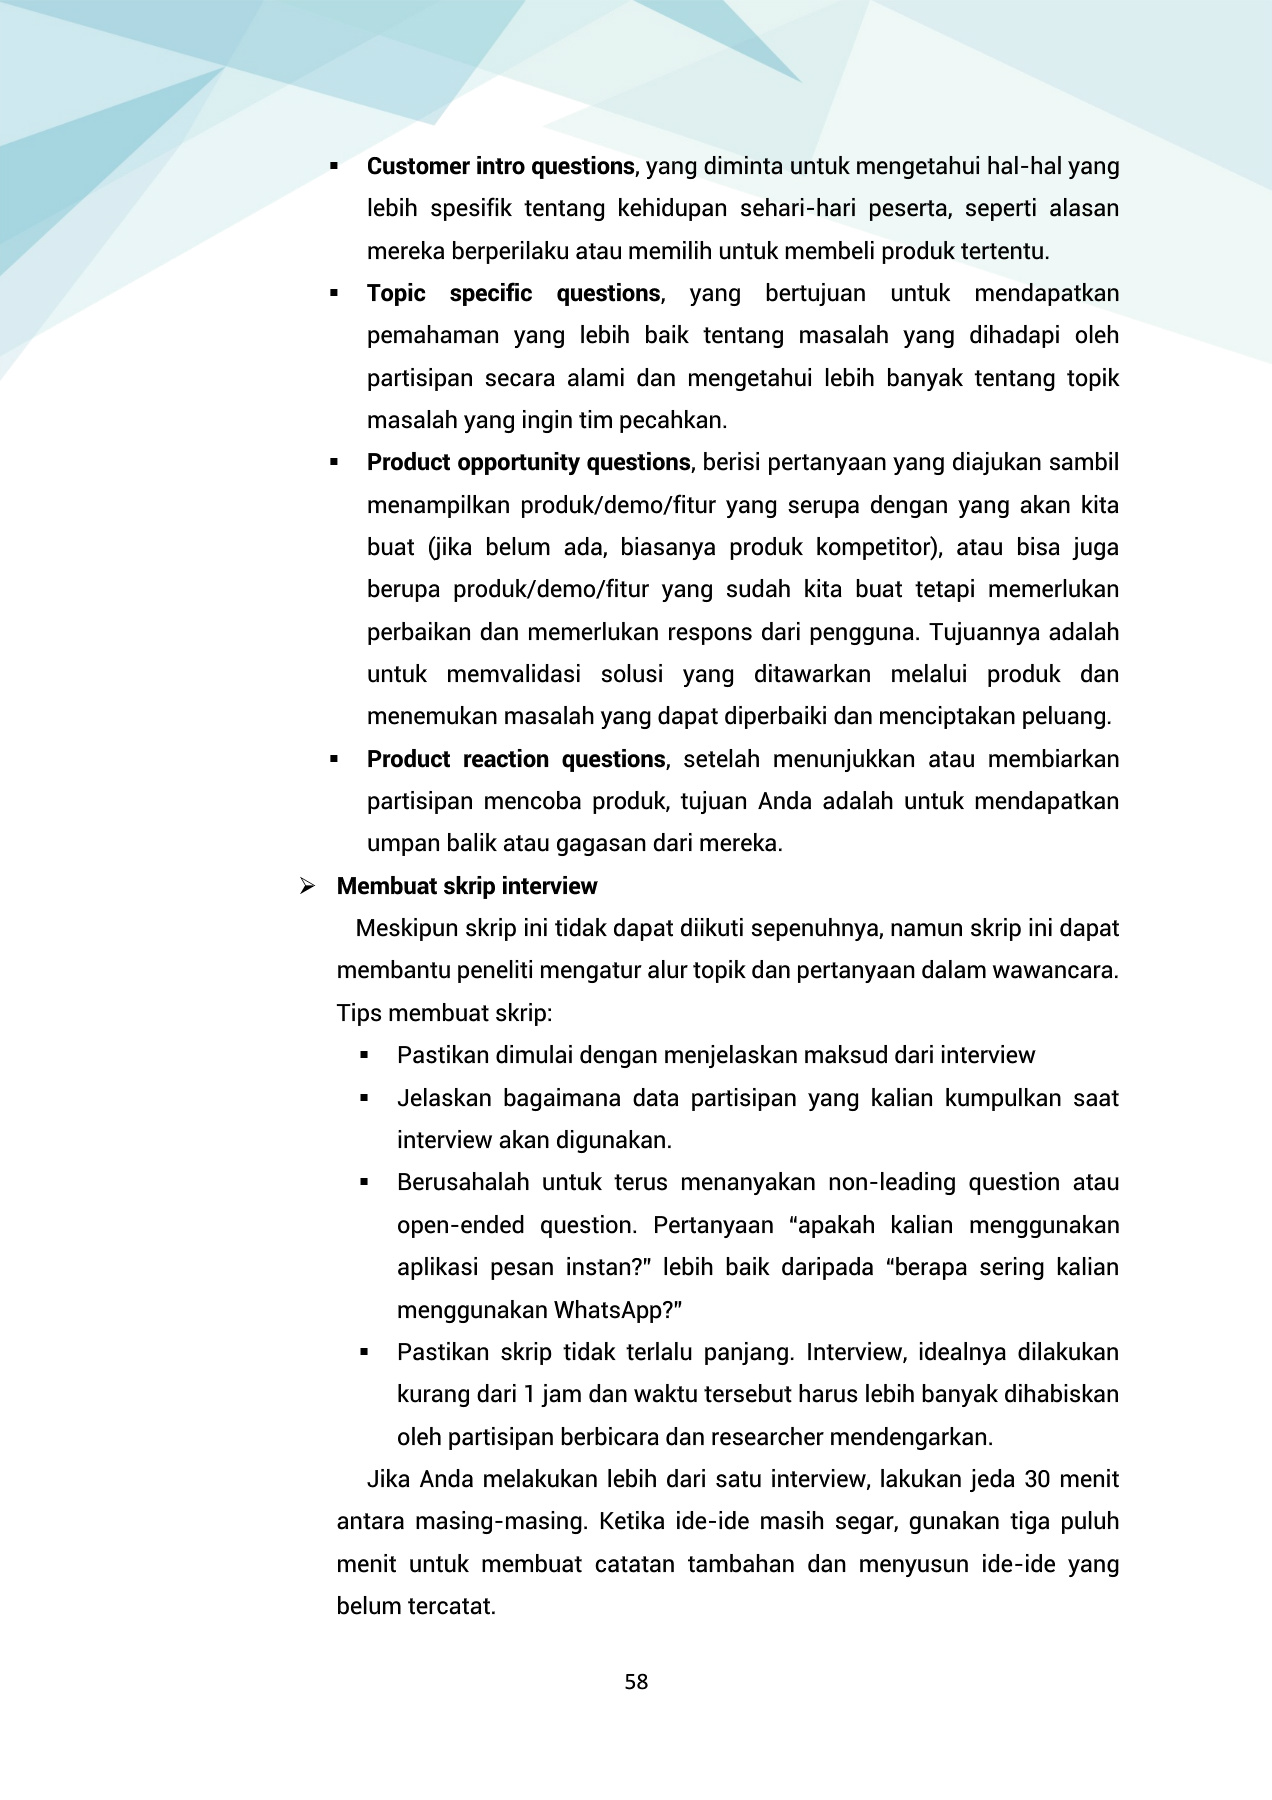 ▪ Customer intro questions, yang diminta untuk mengetahui hal-hal yang
lebih spesifik tentang kehidupan sehari-hari peserta, seperti alasan
mereka berperilaku atau memilih untuk membeli produk tertentu.
▪ Topic specific questions, yang bertujuan untuk mendapatkan
pemahaman yang lebih baik tentang masalah yang dihadapi oleh
partisipan secara alami dan mengetahui lebih banyak tentang topik
masalah yang ingin tim pecahkan.
▪ Product opportunity questions, berisi pertanyaan yang diajukan sambil
menampilkan produk/demo/fitur yang serupa dengan yang akan kita
buat (jika belum ada, biasanya produk kompetitor), atau bisa juga
berupa produk/demo/fitur yang sudah kita buat tetapi memerlukan
perbaikan dan memerlukan respons dari pengguna. Tujuannya adalah
untuk memvalidasi solusi yang ditawarkan melalui produk dan
menemukan masalah yang dapat diperbaiki dan menciptakan peluang.
▪ Product reaction questions, setelah menunjukkan atau membiarkan
partisipan mencoba produk, tujuan Anda adalah untuk mendapatkan
umpan balik atau gagasan dari mereka.
➢ Membuat skrip interview
Meskipun skrip ini tidak dapat diikuti sepenuhnya, namun skrip ini dapat
membantu peneliti mengatur alur topik dan pertanyaan dalam wawancara.
Tips membuat skrip:
▪ Pastikan dimulai dengan menjelaskan maksud dari interview
▪ Jelaskan bagaimana data partisipan yang kalian kumpulkan saat
interview akan digunakan.
▪ Berusahalah untuk terus menanyakan non-leading question atau
open-ended question. Pertanyaan “apakah kalian menggunakan
aplikasi pesan instan?” lebih baik daripada “berapa sering kalian
menggunakan WhatsApp?”
▪ Pastikan skrip tidak terlalu panjang. Interview, idealnya dilakukan
kurang dari 1 jam dan waktu tersebut harus lebih banyak dihabiskan
oleh partisipan berbicara dan researcher mendengarkan.
Jika Anda melakukan lebih dari satu interview, lakukan jeda 30 menit
antara masing-masing. Ketika ide-ide masih segar, gunakan tiga puluh
menit untuk membuat catatan tambahan dan menyusun ide-ide yang
belum tercatat.
58